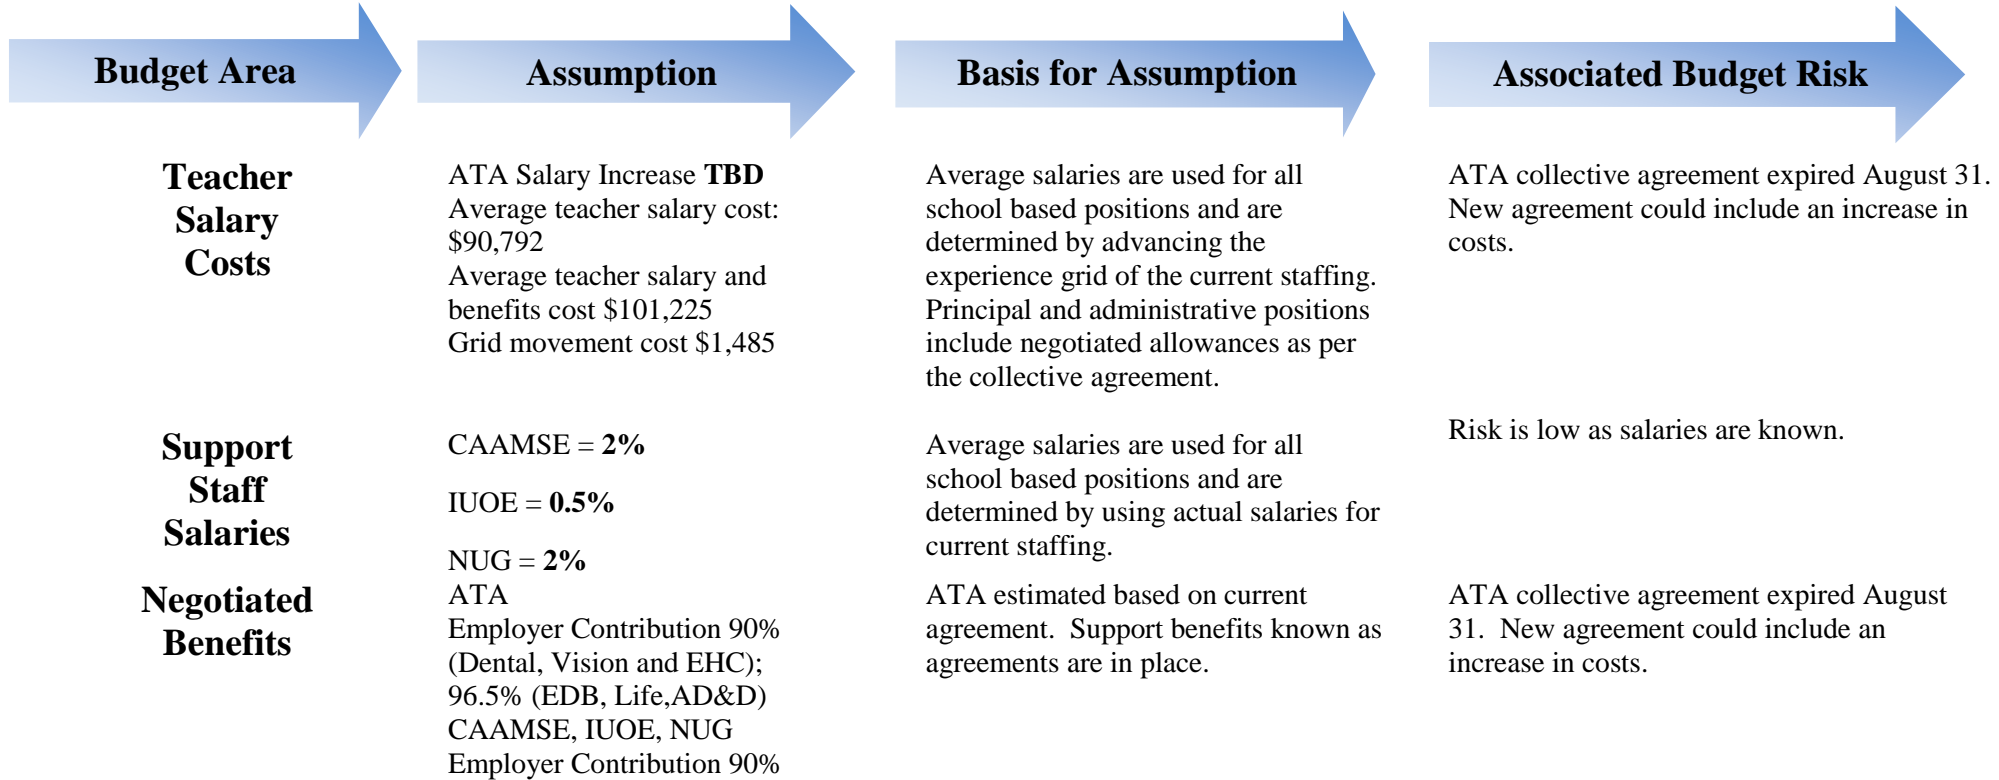 Budget Area
Assumption
Basis for Assumption
Associated Budget Risk
Teacher
Salary
Costs
ATA Salary Increase TBD
Average teacher salary cost:
$90,792
Average teacher salary and
benefits cost $101,225
Grid movement cost $1,485
Average salaries are used for all
school based positions and are
determined by advancing the
experience grid of the current staffing.
Principal and administrative positions
include negotiated allowances as per
the collective agreement.
ATA collective agreement expired August 31.
New agreement could include an increase in
costs.
Support
Staff
Salaries
CAAMSE = 2%
IUOE = 0.5%
NUG = 2%
Average salaries are used for all
school based positions and are
determined by using actual salaries for
current staffing.
Risk is low as salaries are known.
Negotiated
Benefits
ATA
Employer Contribution 90%
(Dental, Vision and EHC);
96.5% (EDB, Life,AD&D)
CAAMSE, IUOE, NUG
Employer Contribution 90%
ATA estimated based on current
agreement.  Support benefits known as
agreements are in place.
ATA collective agreement expired August
31.  New agreement could include an
increase in costs.